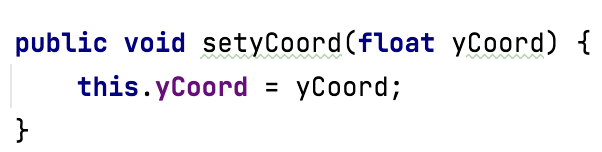 public void setyCoord(float yCoord) {
    this.yCoord = yCoord;
}